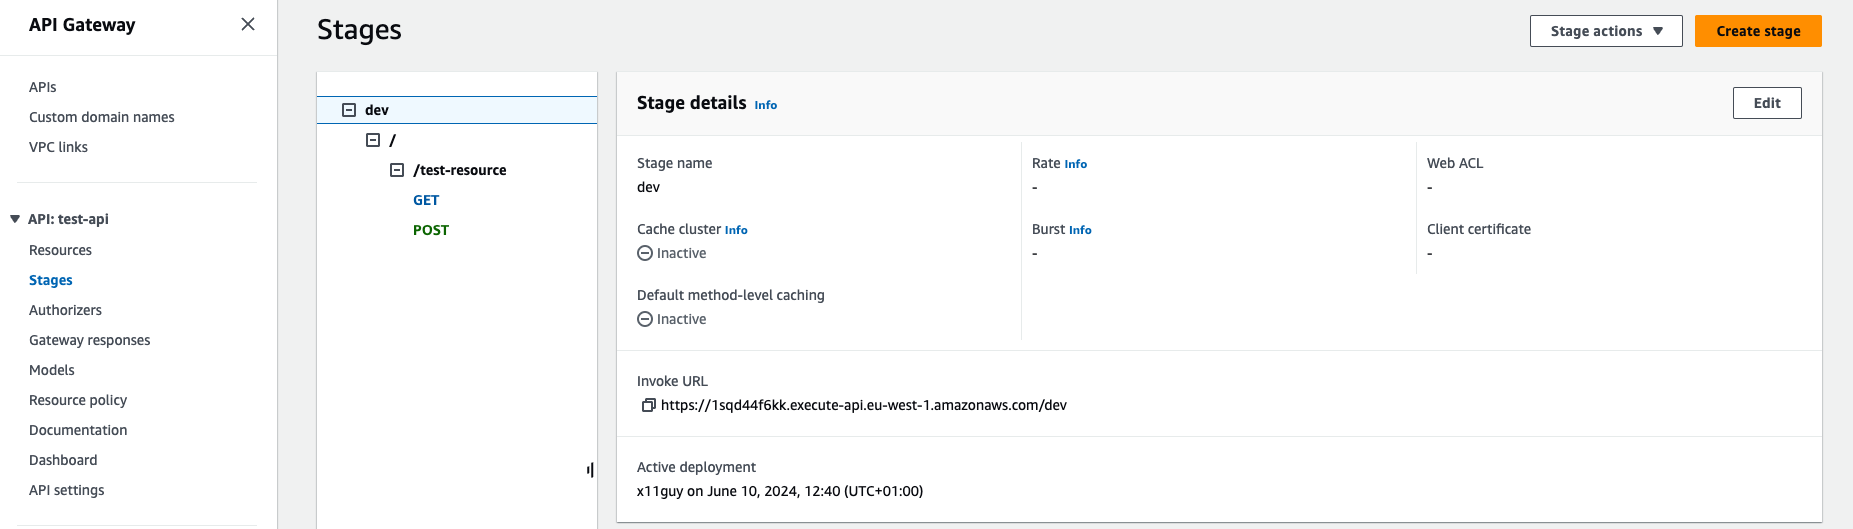 API Gateway
APIs
Custom domain names
VPC links
API: test-api
Resources
Stages
Authorizers
Gateway responses
Models
Resource policy
Documentation
Dashboard
API settings
Stages
Stage actions
Create stage
dev
/
/test-resource
GET
POST
Stage details Info
Edit
Stage name
dev
Cache cluster Info
Inactive
Default method-level caching
Inactive
Rate Info
-
Burst Info
-
Web ACL
-
Client certificate
-
Invoke URL
https://1sqd44f6kk.execute-api.eu-west-1.amazonaws.com/dev
Active deployment
x11guy on June 10, 2024, 12:40 (UTC+01:00)